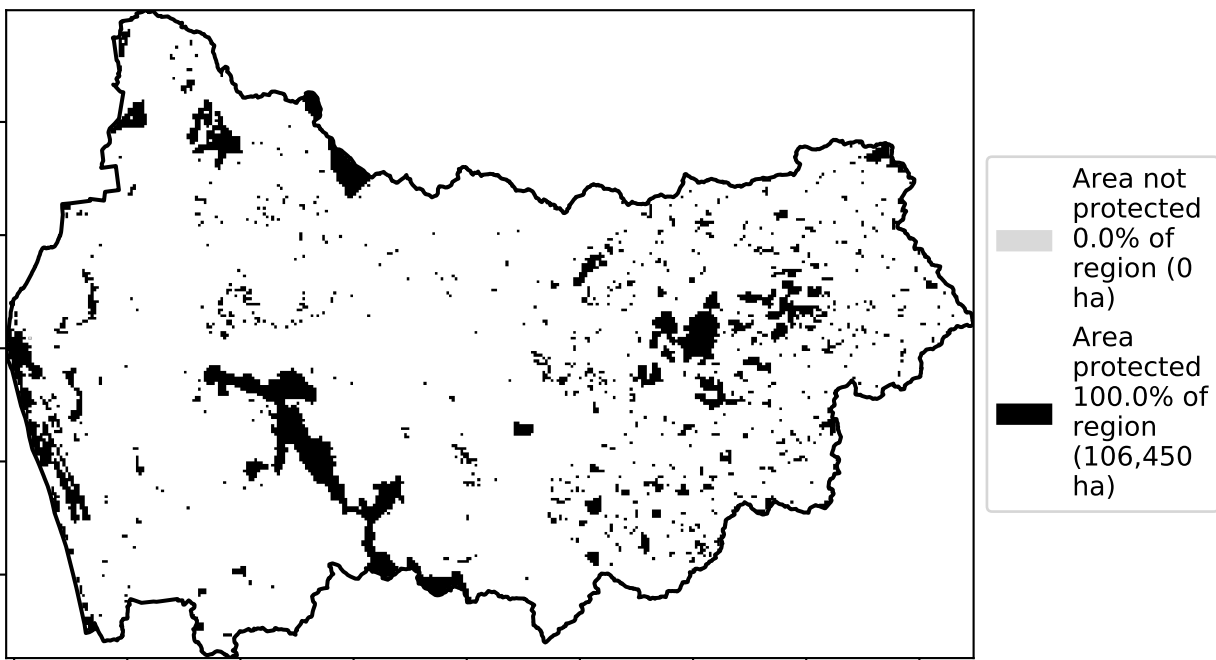 Area not
protected
0.0% of
region (0
ha)
Area
protected
100.0% of
region
(106,450
ha)